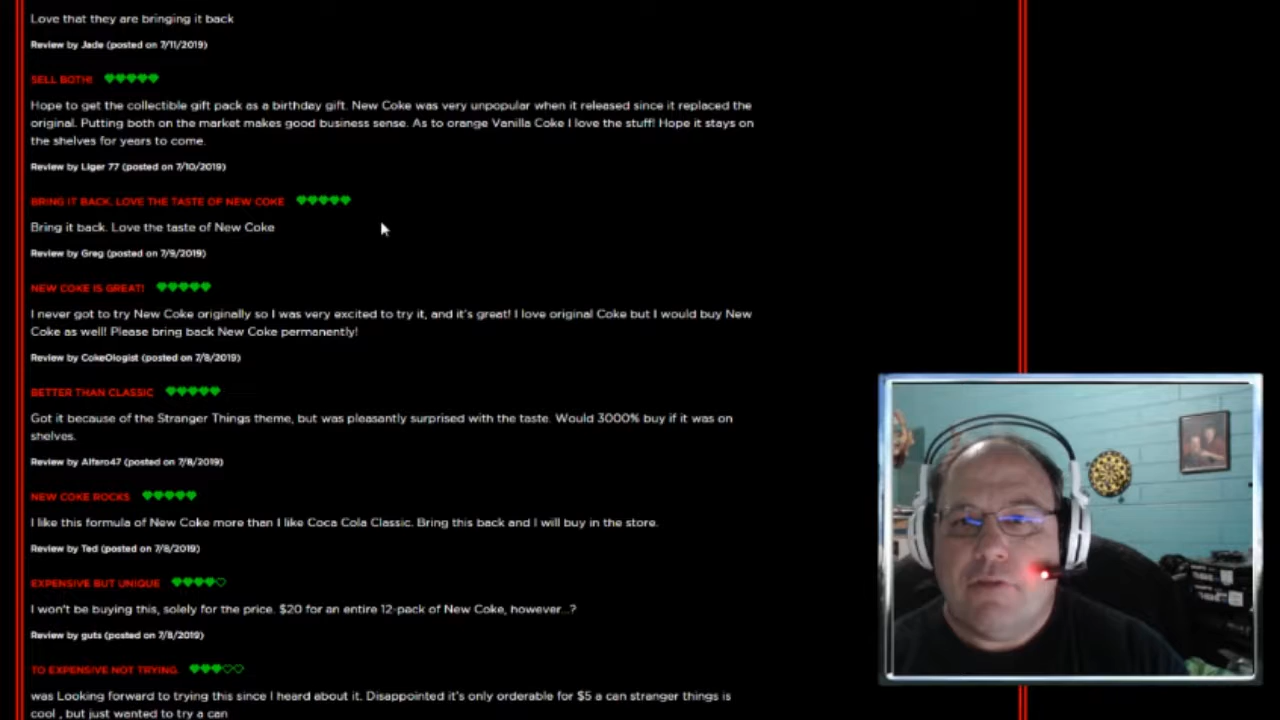 Love that they are bringing it back
Review by Jade (posted on 7/11/2019)
SELL BOTH!
Hope to get the collectible gift pack as a birthday gift. New Coke was very unpopular when it released since it replaced the
original. Putting both on the market makes good business sense. As to orange Vanilla Coke I love the stuff! Hope it stays on
the shelves for years to come.
Review by Liger 77 (posted on 7/10/2019)
BRING IT BACK. LOVE THE TASTE OF NEW COKE
Bring it back. Love the taste of New Coke
Review by Greg (posted on 7/9/2019)
NEW COKE IS GREAT!
I never got to try New Coke originally so I was very excited to try it, and it's great! I love original Coke but I would buy New
Coke as well! Please bring back New Coke permanently!
Review by CokeOlogist (posted on 7/8/2019)
BETTER THAN CLASSIC
Got it because of the Stranger Things theme, but was pleasantly surprised with the taste. Would 3000% buy if it was on
shelves.
Review by Alfaro47 (posted on 7/8/2019)
NEW COKE ROCKS
I like this formula of New Coke more than I like Coca Cola Classic. Bring this back and I will buy in the store.
Review by Ted (posted on 7/8/2019)
EXPENSIVE BUT UNIQUE
I won't be buying this, solely for the price. $20 for an entire 12-pack of New Coke, however...?
Review by guts (posted on 7/8/2019)
TO EXPENSIVE NOT TRYING.
was Looking forward to trying this since I heard about it. Disappointed it's only orderable for $5 a can stranger things is
cool , but just wanted to try a can